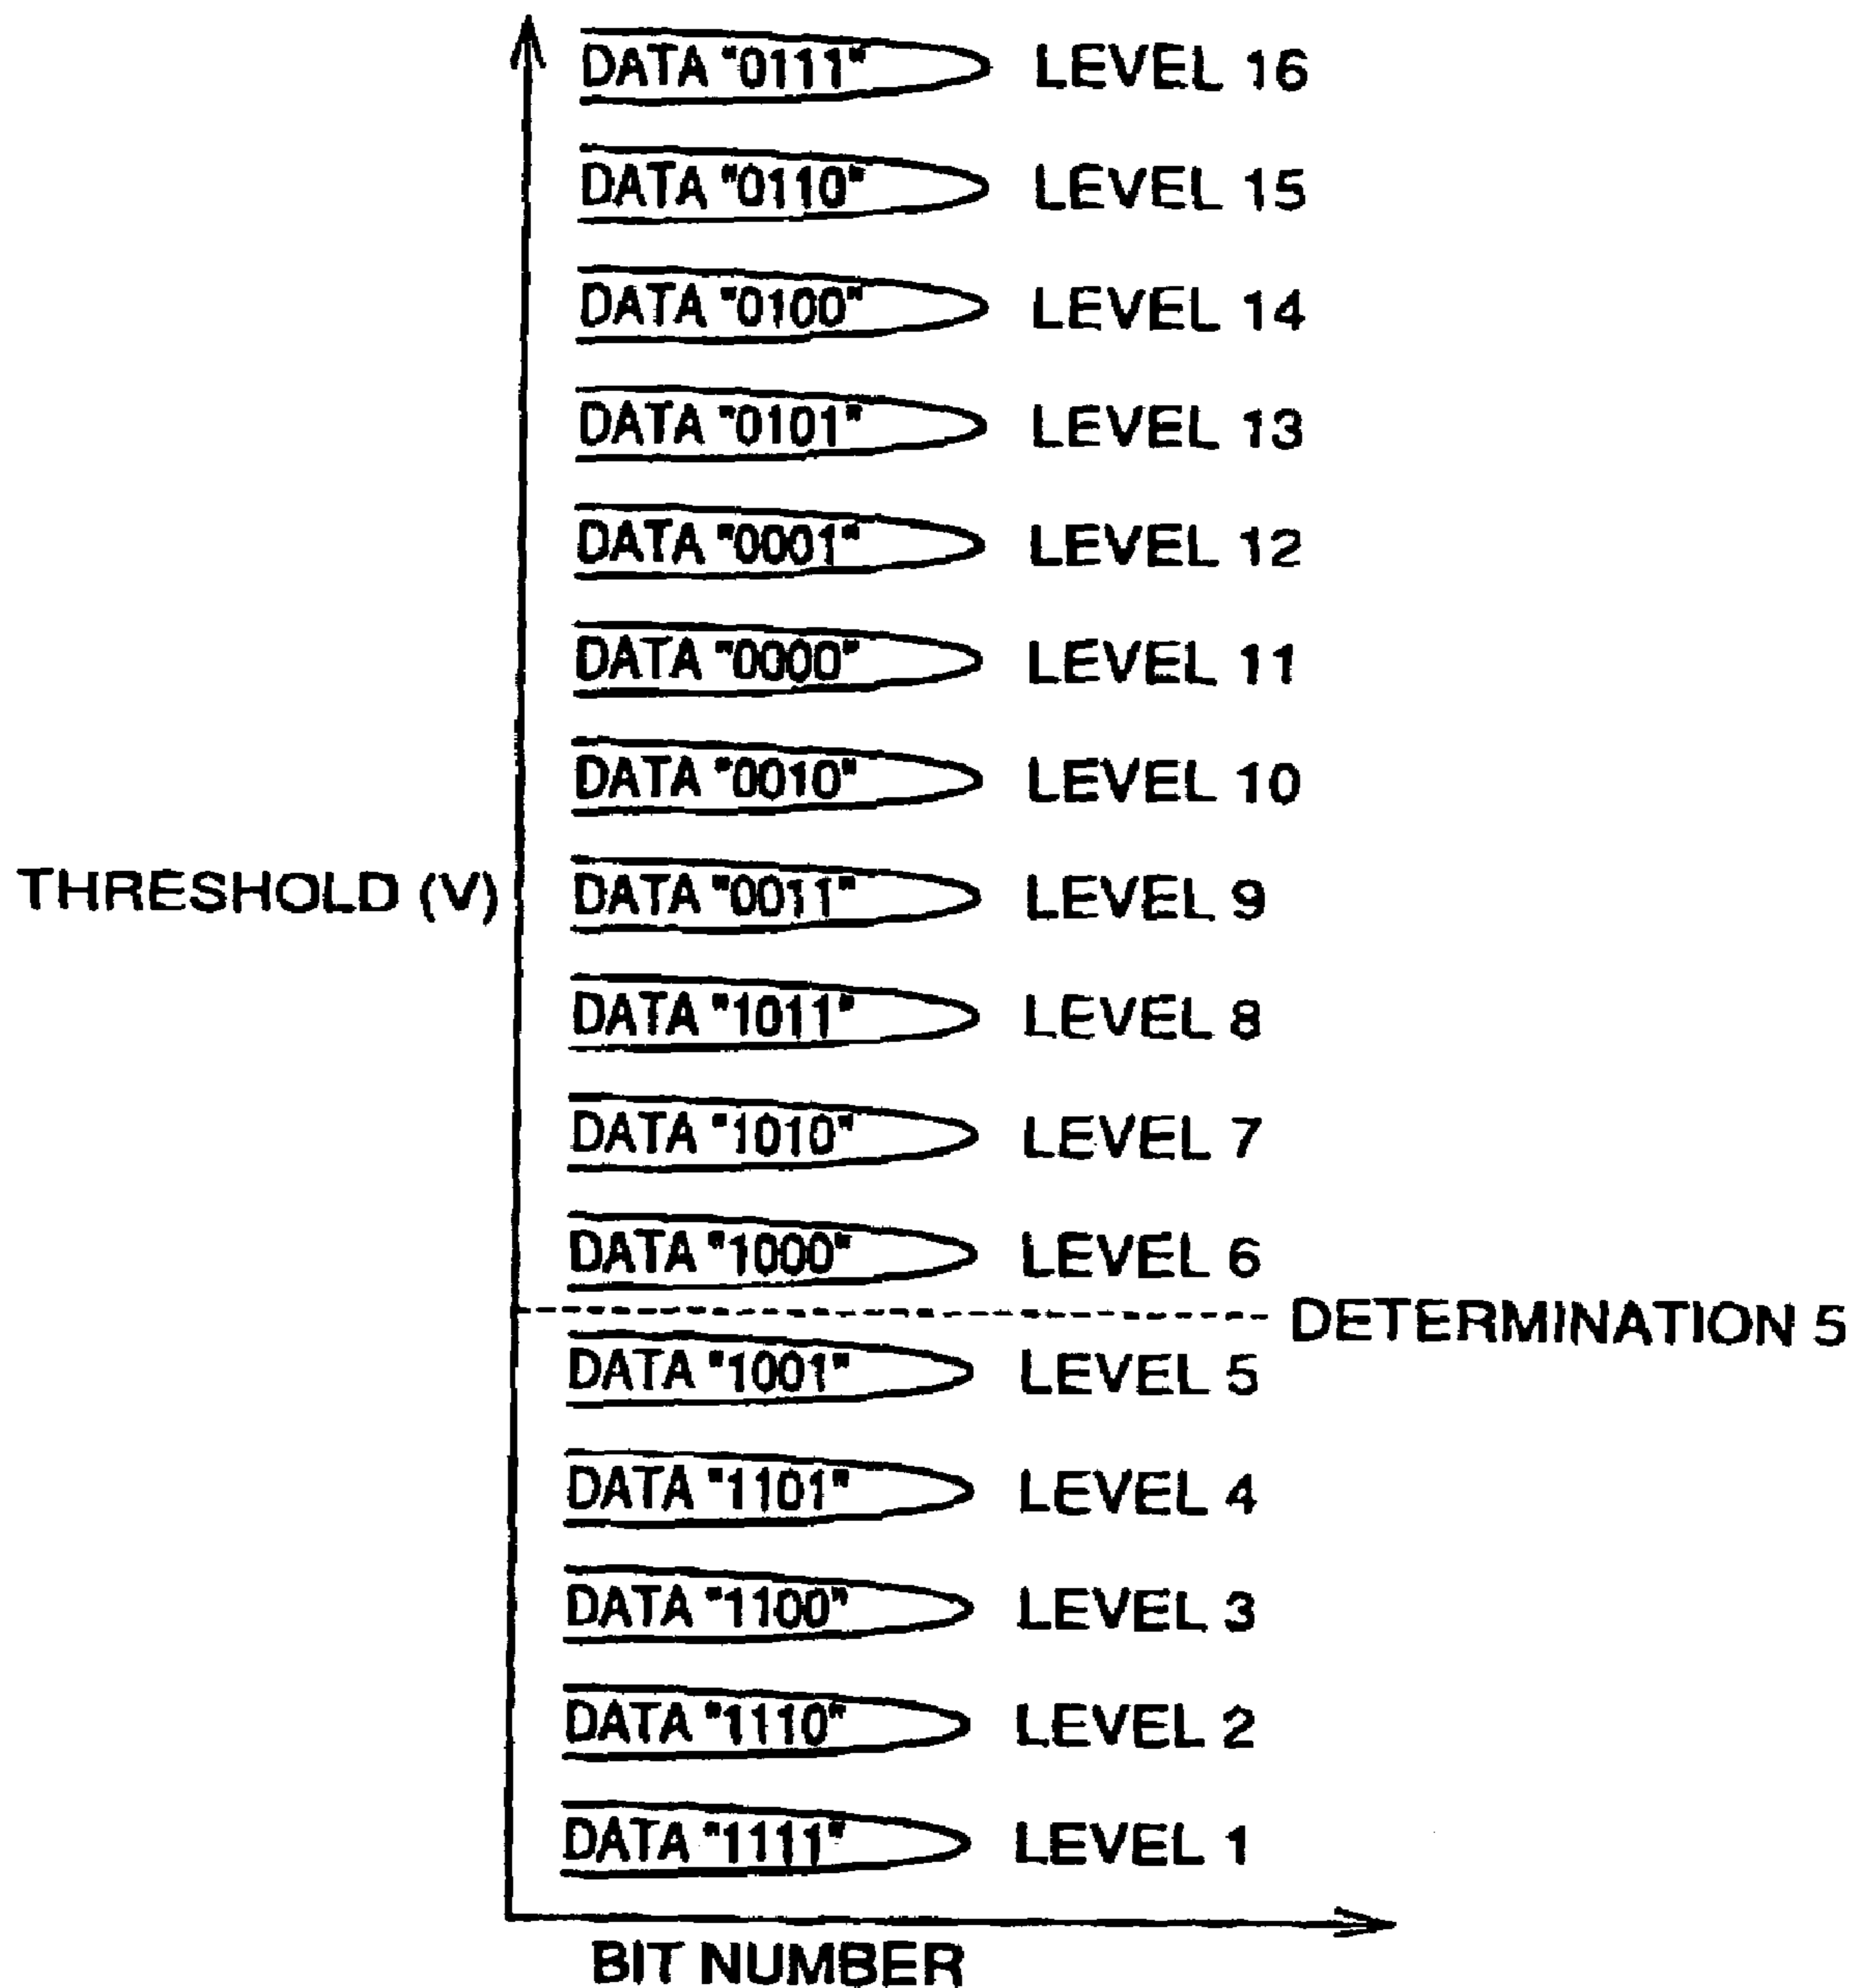 DATA "0111" LEVEL 16
DATA "0110" LEVEL 15
DATA "0100" LEVEL 14
DATA "0101" LEVEL 13
DATA "0001" LEVEL 12
DATA "0000" LEVEL 11
DATA "0010" LEVEL 10
THRESHOLD (V)
DATA "0011" LEVEL 9
DATA "1011" LEVEL 8
DATA "1010" LEVEL 7
DATA "1000" LEVEL 6
DETERMINATION 5
DATA "1001" LEVEL 5
DATA "1101" LEVEL 4
DATA "1100" LEVEL 3
DATA "1110" LEVEL 2
DATA "1111" LEVEL 1
BIT NUMBER